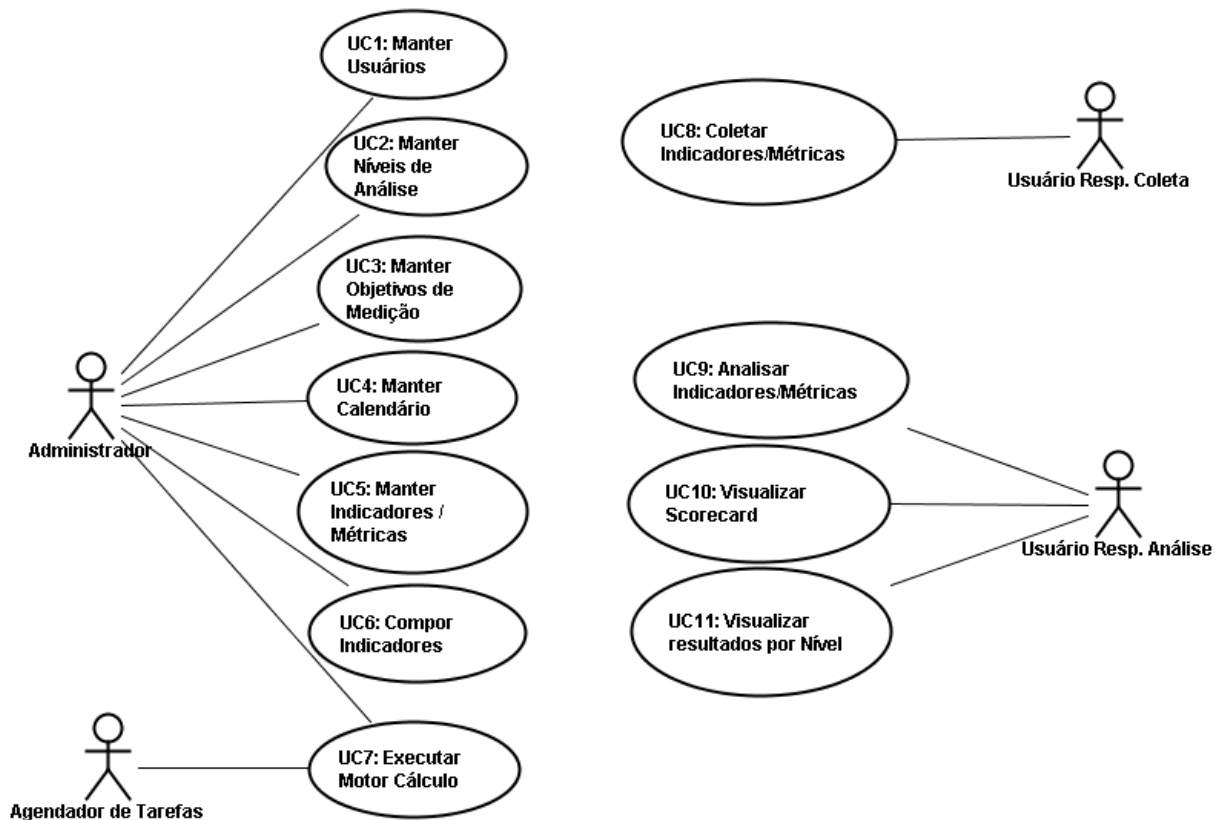 UC1: Manter
Usuários
UC2: Manter
Níveis de
Análise
UC3: Manter
Objetivos de
Medição
UC4: Manter
Calendário
UC5: Manter
Indicadores /
Métricas
UC6: Compor
Indicadores
UC7: Executar
Motor Cálculo
Administrador
Agendador de Tarefas
UC8: Coletar
Indicadores/Métricas
Usuário Resp. Coleta
UC9: Analisar
Indicadores/Métricas
UC10: Visualizar
Scorecard
UC11: Visualizar
resultados por Nível
Usuário Resp. Análise